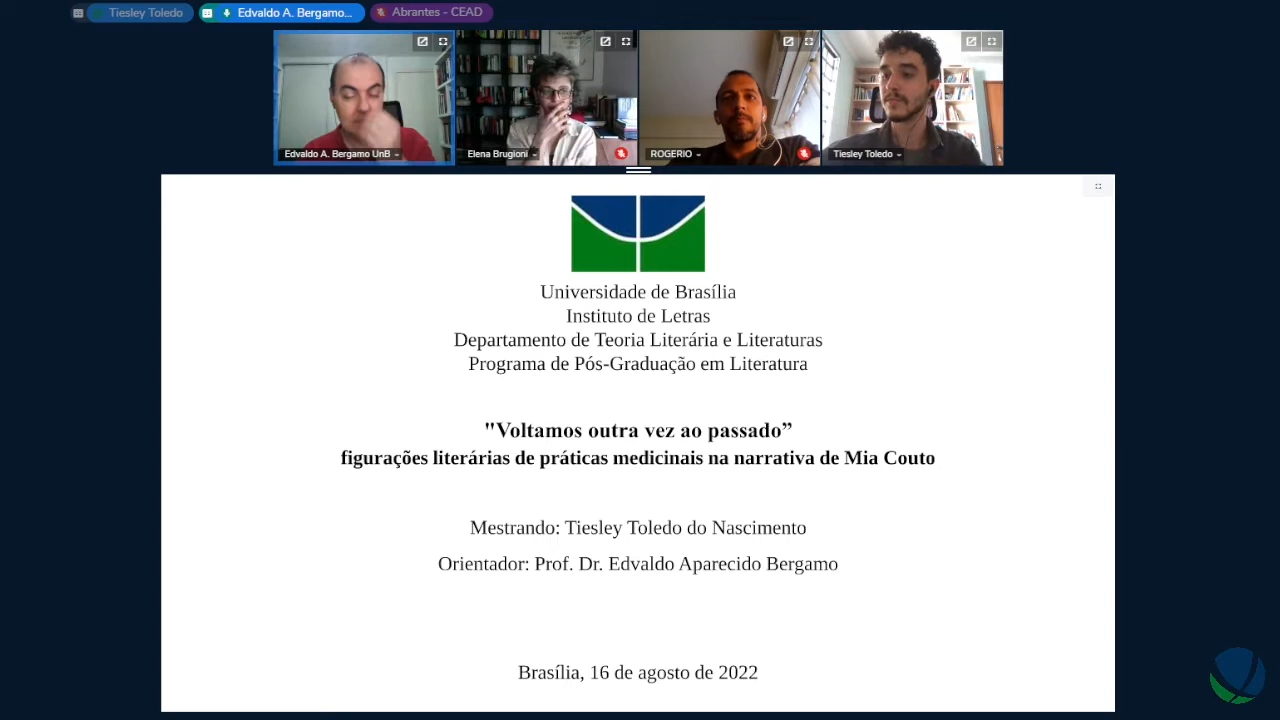 Tiesley Toledo
Edvaldo A. Bergamo...
Abrantes - CEAD
Edvaldo A. Bergamo UnB
Elena Brugioni
ROGERIO
Tiesley Toledo
Universidade de Brasília
Instituto de Letras
Departamento de Teoria Literária e Literaturas
Programa de Pós-Graduação em Literatura
"Voltamos outra vez ao passado”
figurações literárias de práticas medicinais na narrativa de Mia Couto
Mestrando: Tiesley Toledo do Nascimento
Orientador: Prof. Dr. Edvaldo Aparecido Bergamo
Brasília, 16 de agosto de 2022